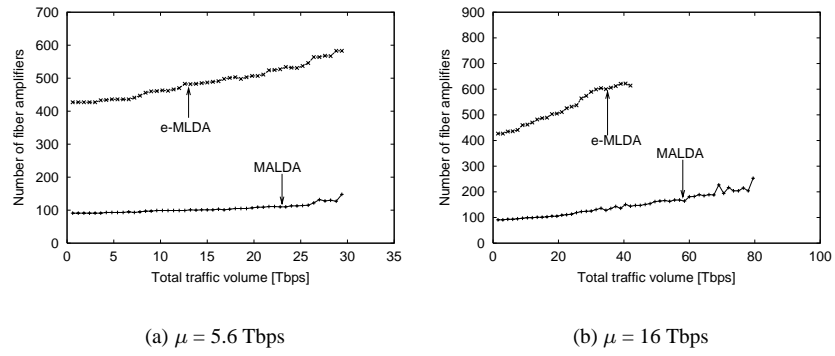 Number of fiber amplifiers
700
600
500
400
300
200
100
0
e-MLDA
MALDA
0 5 10 15 20 25 30 35
Total traffic volume [Tbps]
(a) μ = 5.6 Tbps
Number of fiber amplifiers
900
800
700
600
500
400
300
200
100
0
e-MLDA
MALDA
0 20 40 60 80 100
Total traffic volume [Tbps]
(b) μ = 16 Tbps